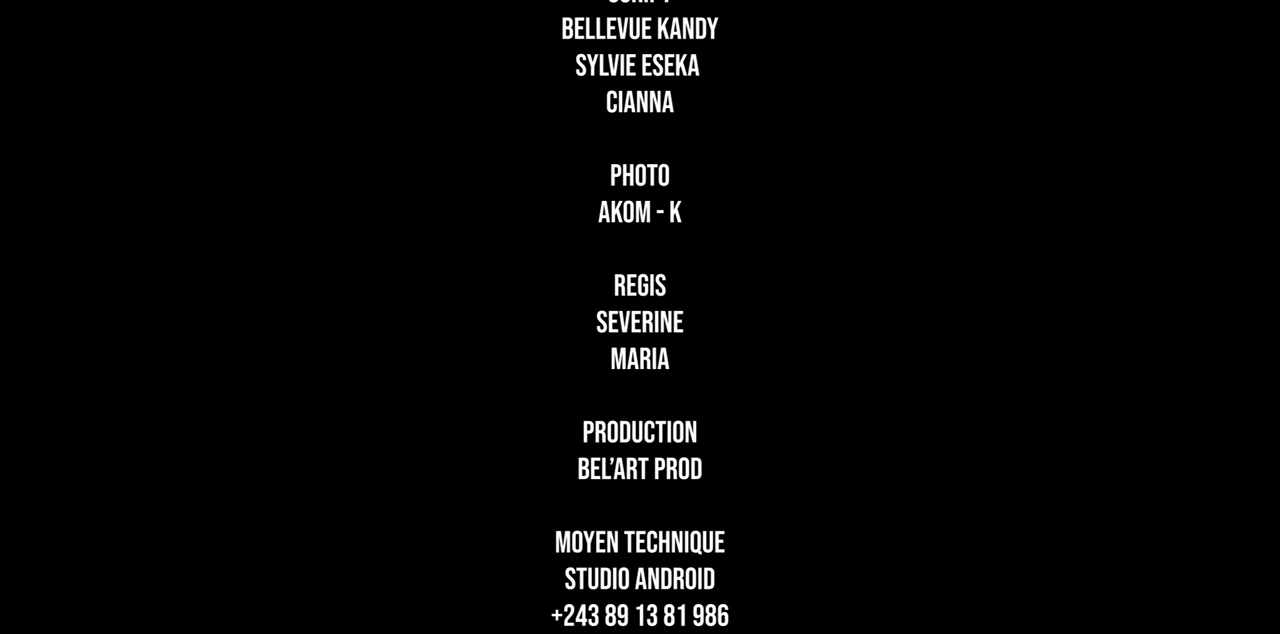 BELLEVUE KANDY
SYLVIE ESEKA
CIANNA
PHOTO
AKOM - K
REGIS
SEVERINE
MARIA
PRODUCTION
BEL'ART PROD
MOYEN TECHNIQUE
STUDIO ANDROID
+243 89 13 81 986